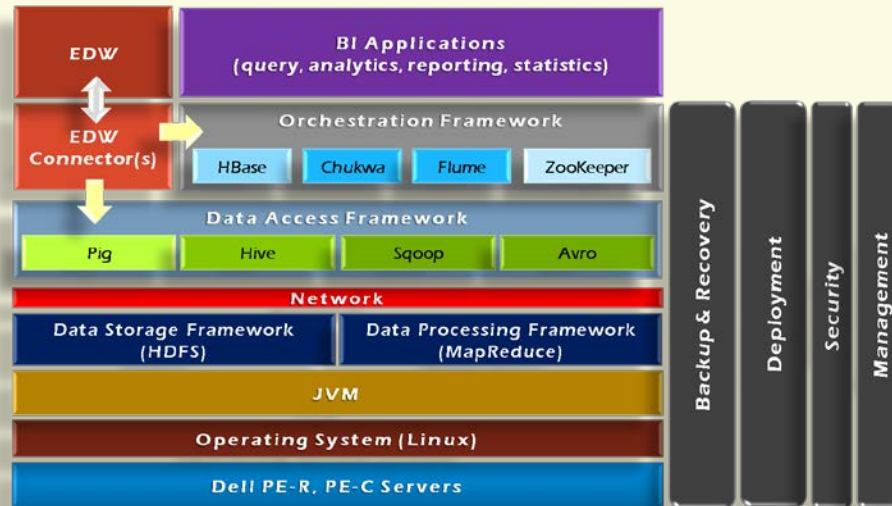 EDW
BI Applications
(query, analytics, reporting, statistics)
EDW
Connector(s)
Orchestration Framework
HBase
Chukwa
Flume
ZooKeeper
Data Access Framework
Pig
Hive
Sqoop
Avro
Network
Data Storage Framework
(HDFS)
Data Processing Framework
(MapReduce)
JVM
Operating System (Linux)
Dell PE-R, PE-C Servers
Backup & Recovery
Deployment
Security
Management